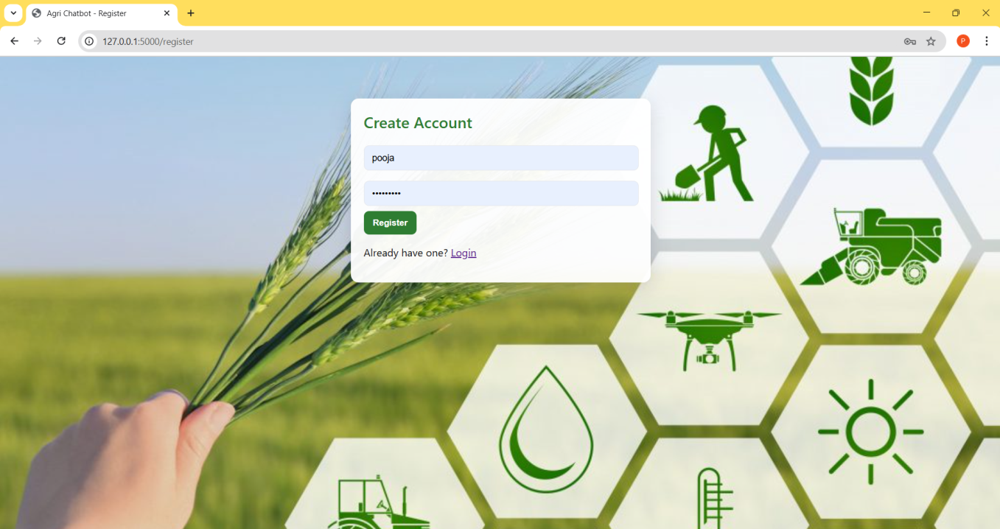 Agri Chatbot - Register
127.0.0.1:5000/register
P
Create Account
pooja
•••••••••
Register
Already have one? Login